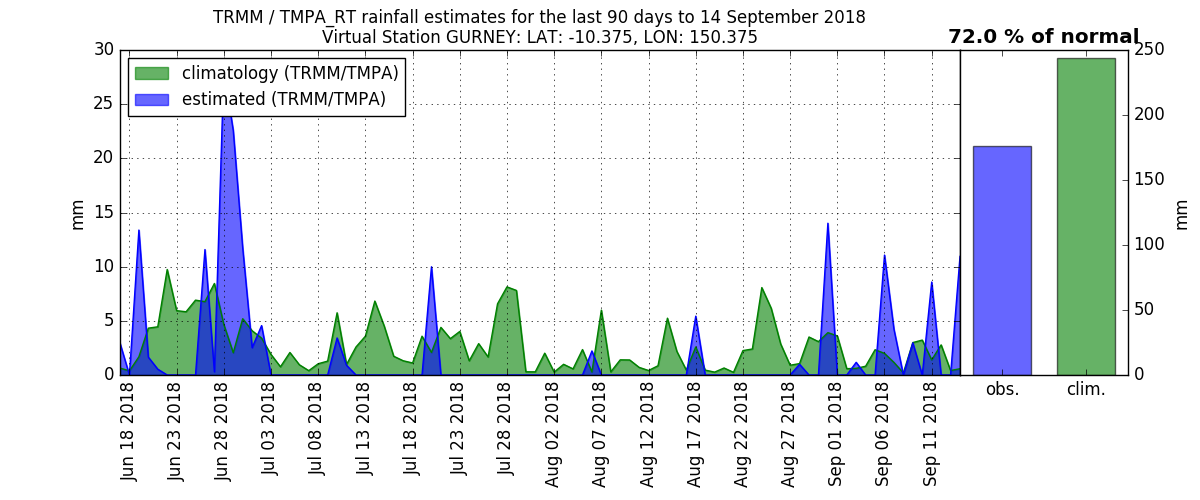 TRMM / TMPA_RT rainfall estimates for the last 90 days to 14 September 2018
Virtual Station GURNEY: LAT: -10.375, LON: 150.375
72.0 % of normal
climatology (TRMM/TMPA)
estimated (TRMM/TMPA)
30
25
20
15
10
5
0
mm
250
200
150
100
50
0
mm
Jun 18 2018
Jun 23 2018
Jun 28 2018
Jul 03 2018
Jul 08 2018
Jul 13 2018
Jul 18 2018
Jul 23 2018
Jul 28 2018
Aug 02 2018
Aug 07 2018
Aug 12 2018
Aug 17 2018
Aug 22 2018
Aug 27 2018
Sep 01 2018
Sep 06 2018
Sep 11 2018
obs.
clim.